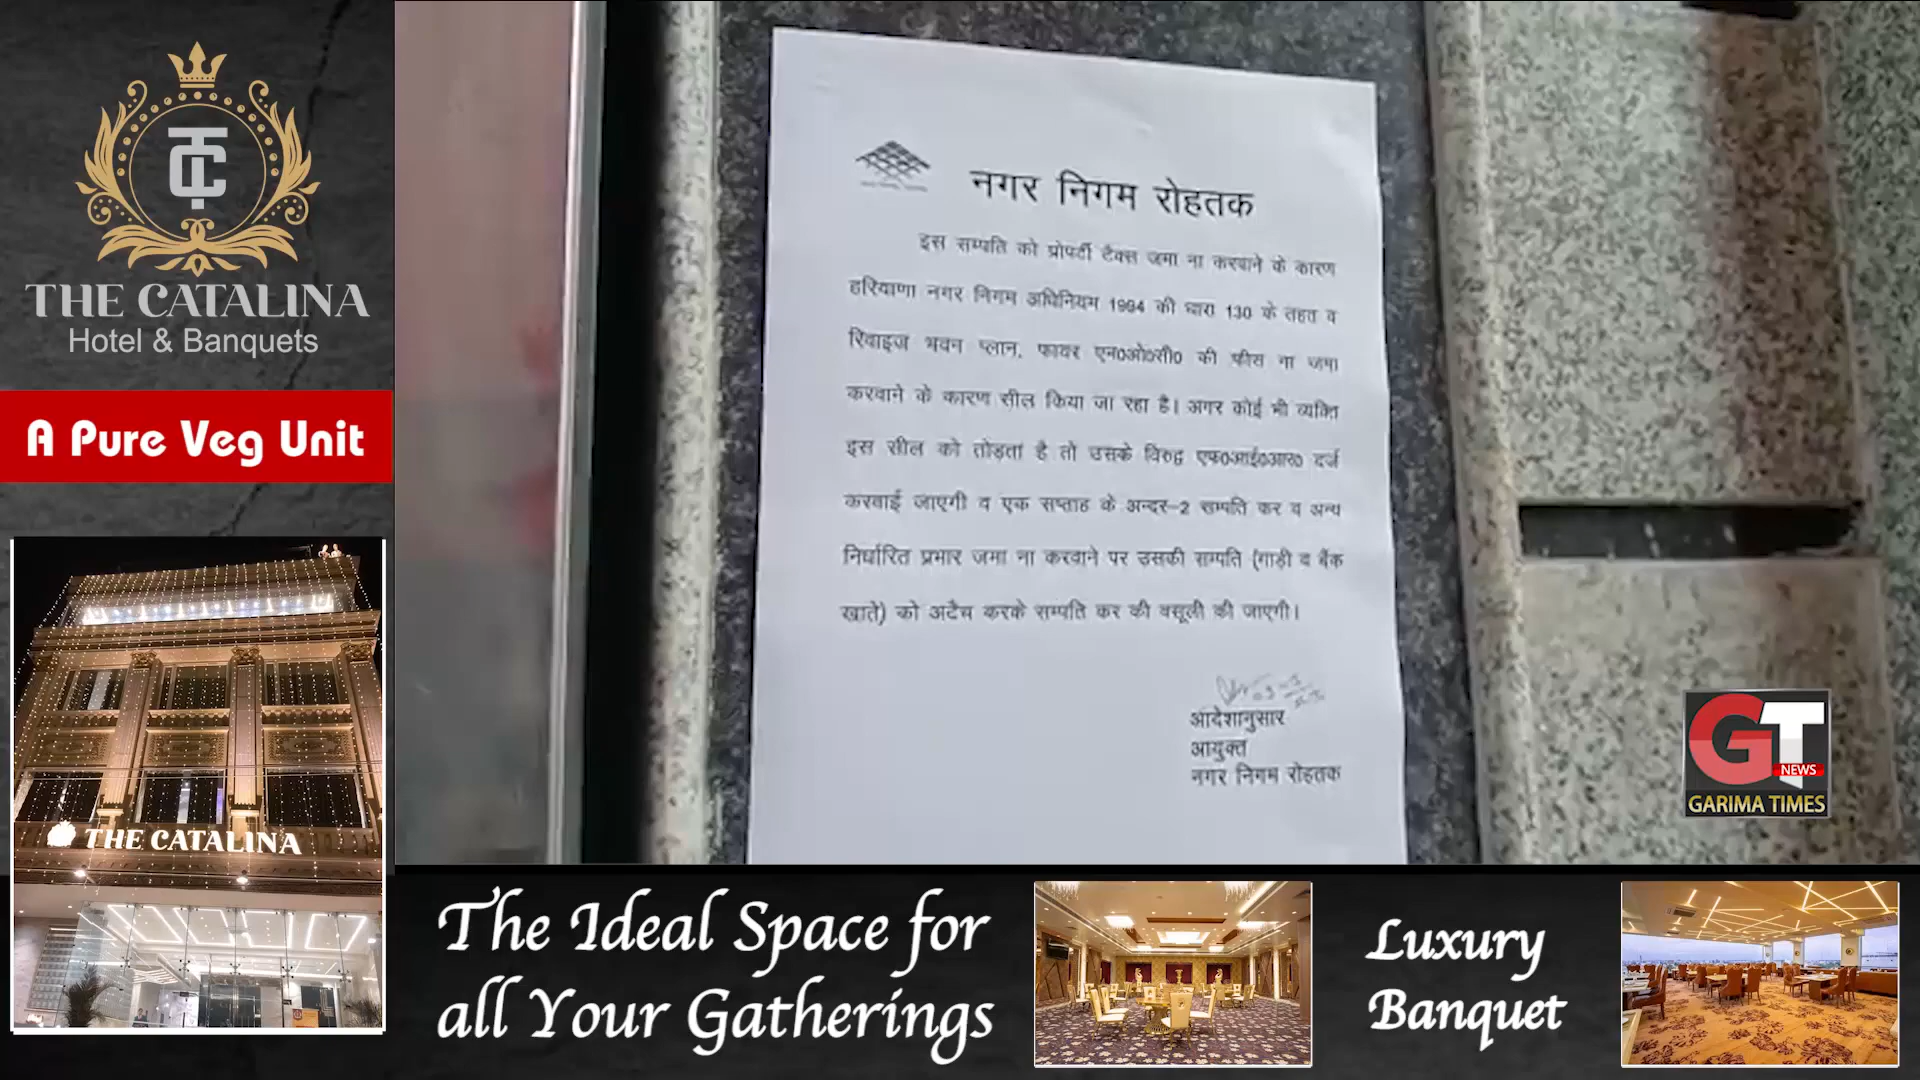 TC
THE CATALINA
Hotel & Banquets
A Pure Veg Unit
THE CATALINA
नगर निगम रोहतक
इस सम्पति को प्रोपर्टी टैक्स जमा ना करवाने के कारण
हरियाणा नगर निगम अधिनियम 1994 की धारा 130 के तहत व
रिवाइज भवन प्लान, फायर एन0ओ0सी0 की फीस ना जमा
करवाने के कारण सील किया जा रहा है। अगर कोई भी व्यक्ति
इस सील को तोड़ता है तो उसके विरुद्व एफ0आई0आर0 दर्ज
करवाई जाएगी व एक सप्ताह के अन्दर-2 सम्पति कर व अन्य
निर्धारित प्रभार जमा ना करवाने पर उसकी सम्पति (गाड़ी व बैंक
खाते) को अटैच करके सम्पति कर की वसूली की जाएगी।
आदेशानुसार
आयुक्त
नगर निगम रोहतक
GT
NEWS
GARIMA TIMES
The Ideal Space for
all Your Gatherings
Luxury
Banquet